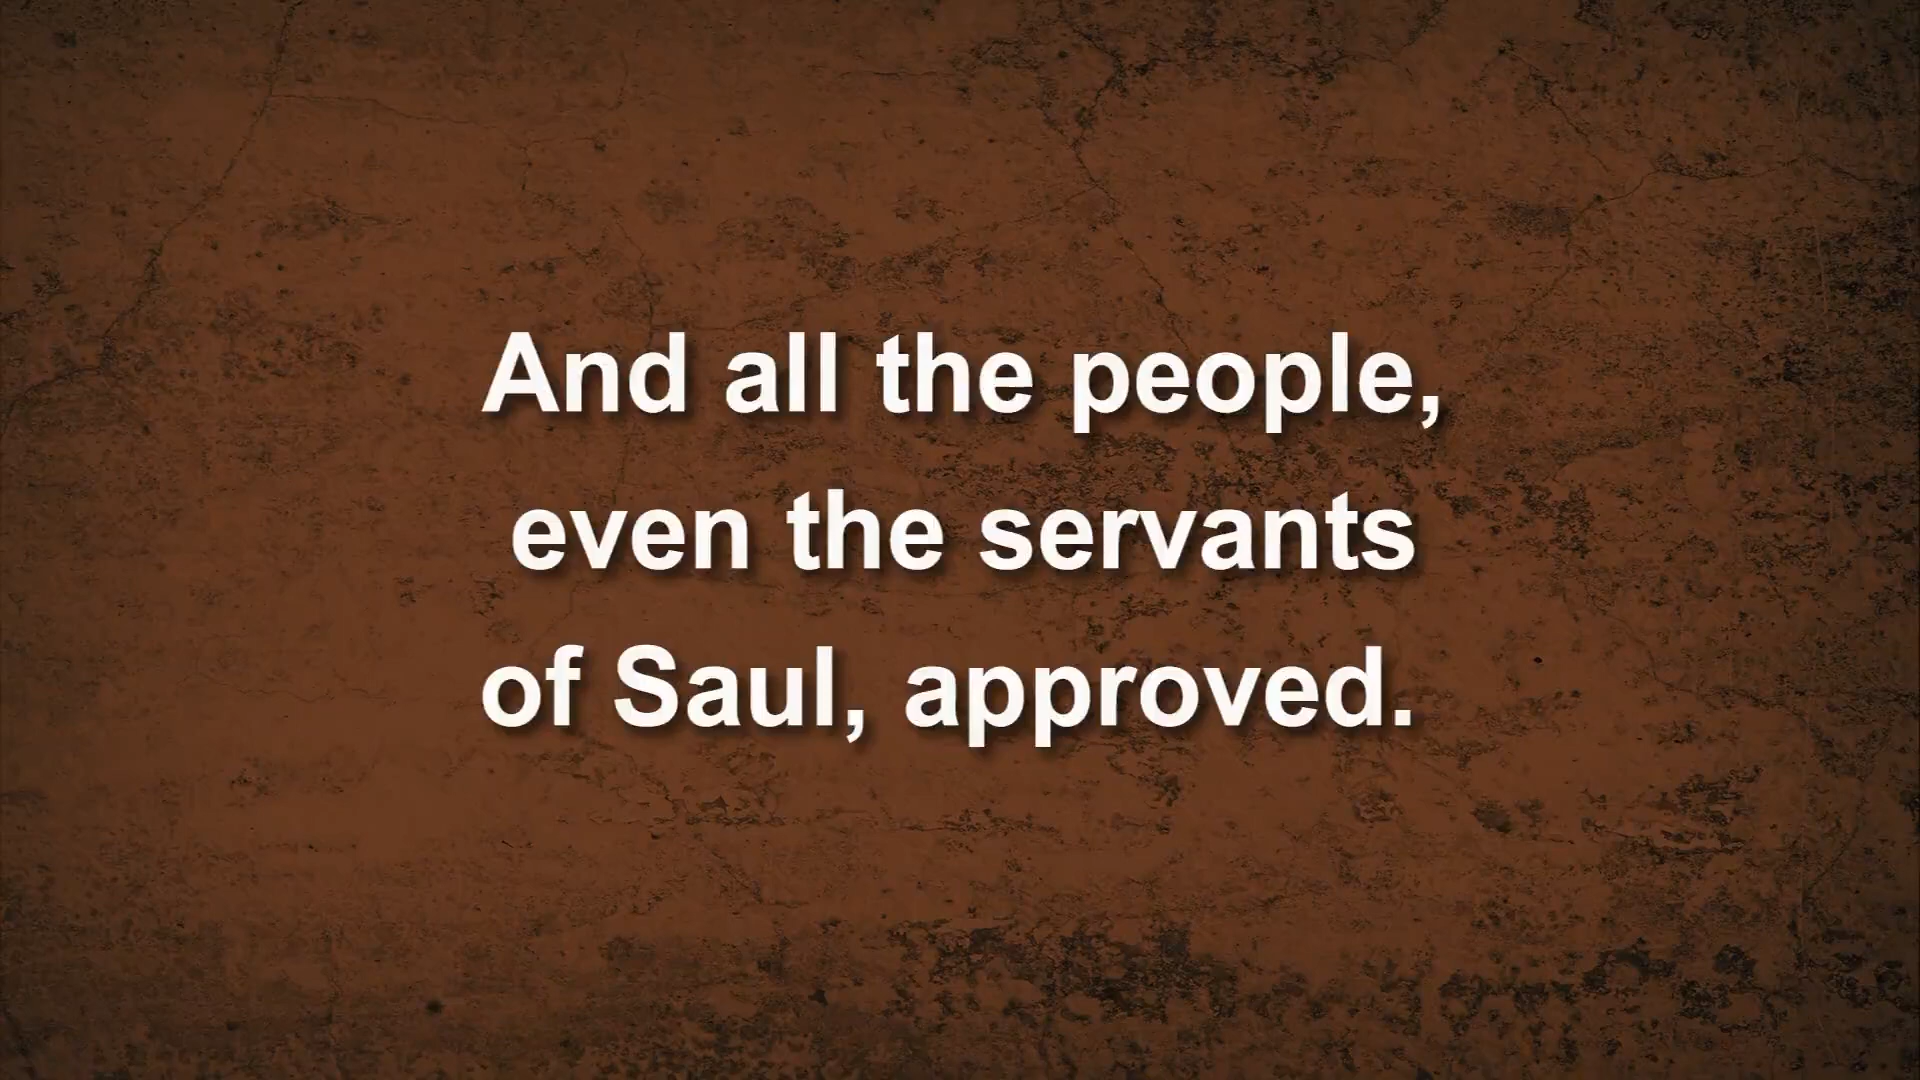 And all the people,
even the servants
of Saul, approved.